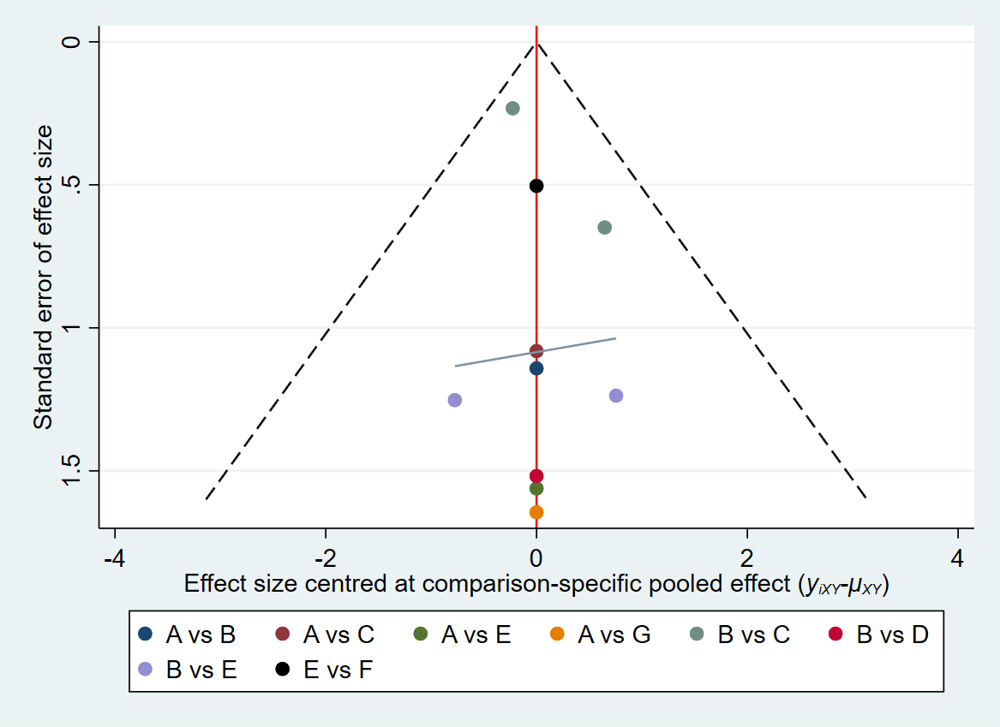 Standard error of effect size
0
.5
1
1.5
-4 -2 0 2 4
Effect size centred at comparison-specific pooled effect (yiXY-μXY)
A vs B A vs C A vs E A vs G B vs C B vs D
B vs E E vs F